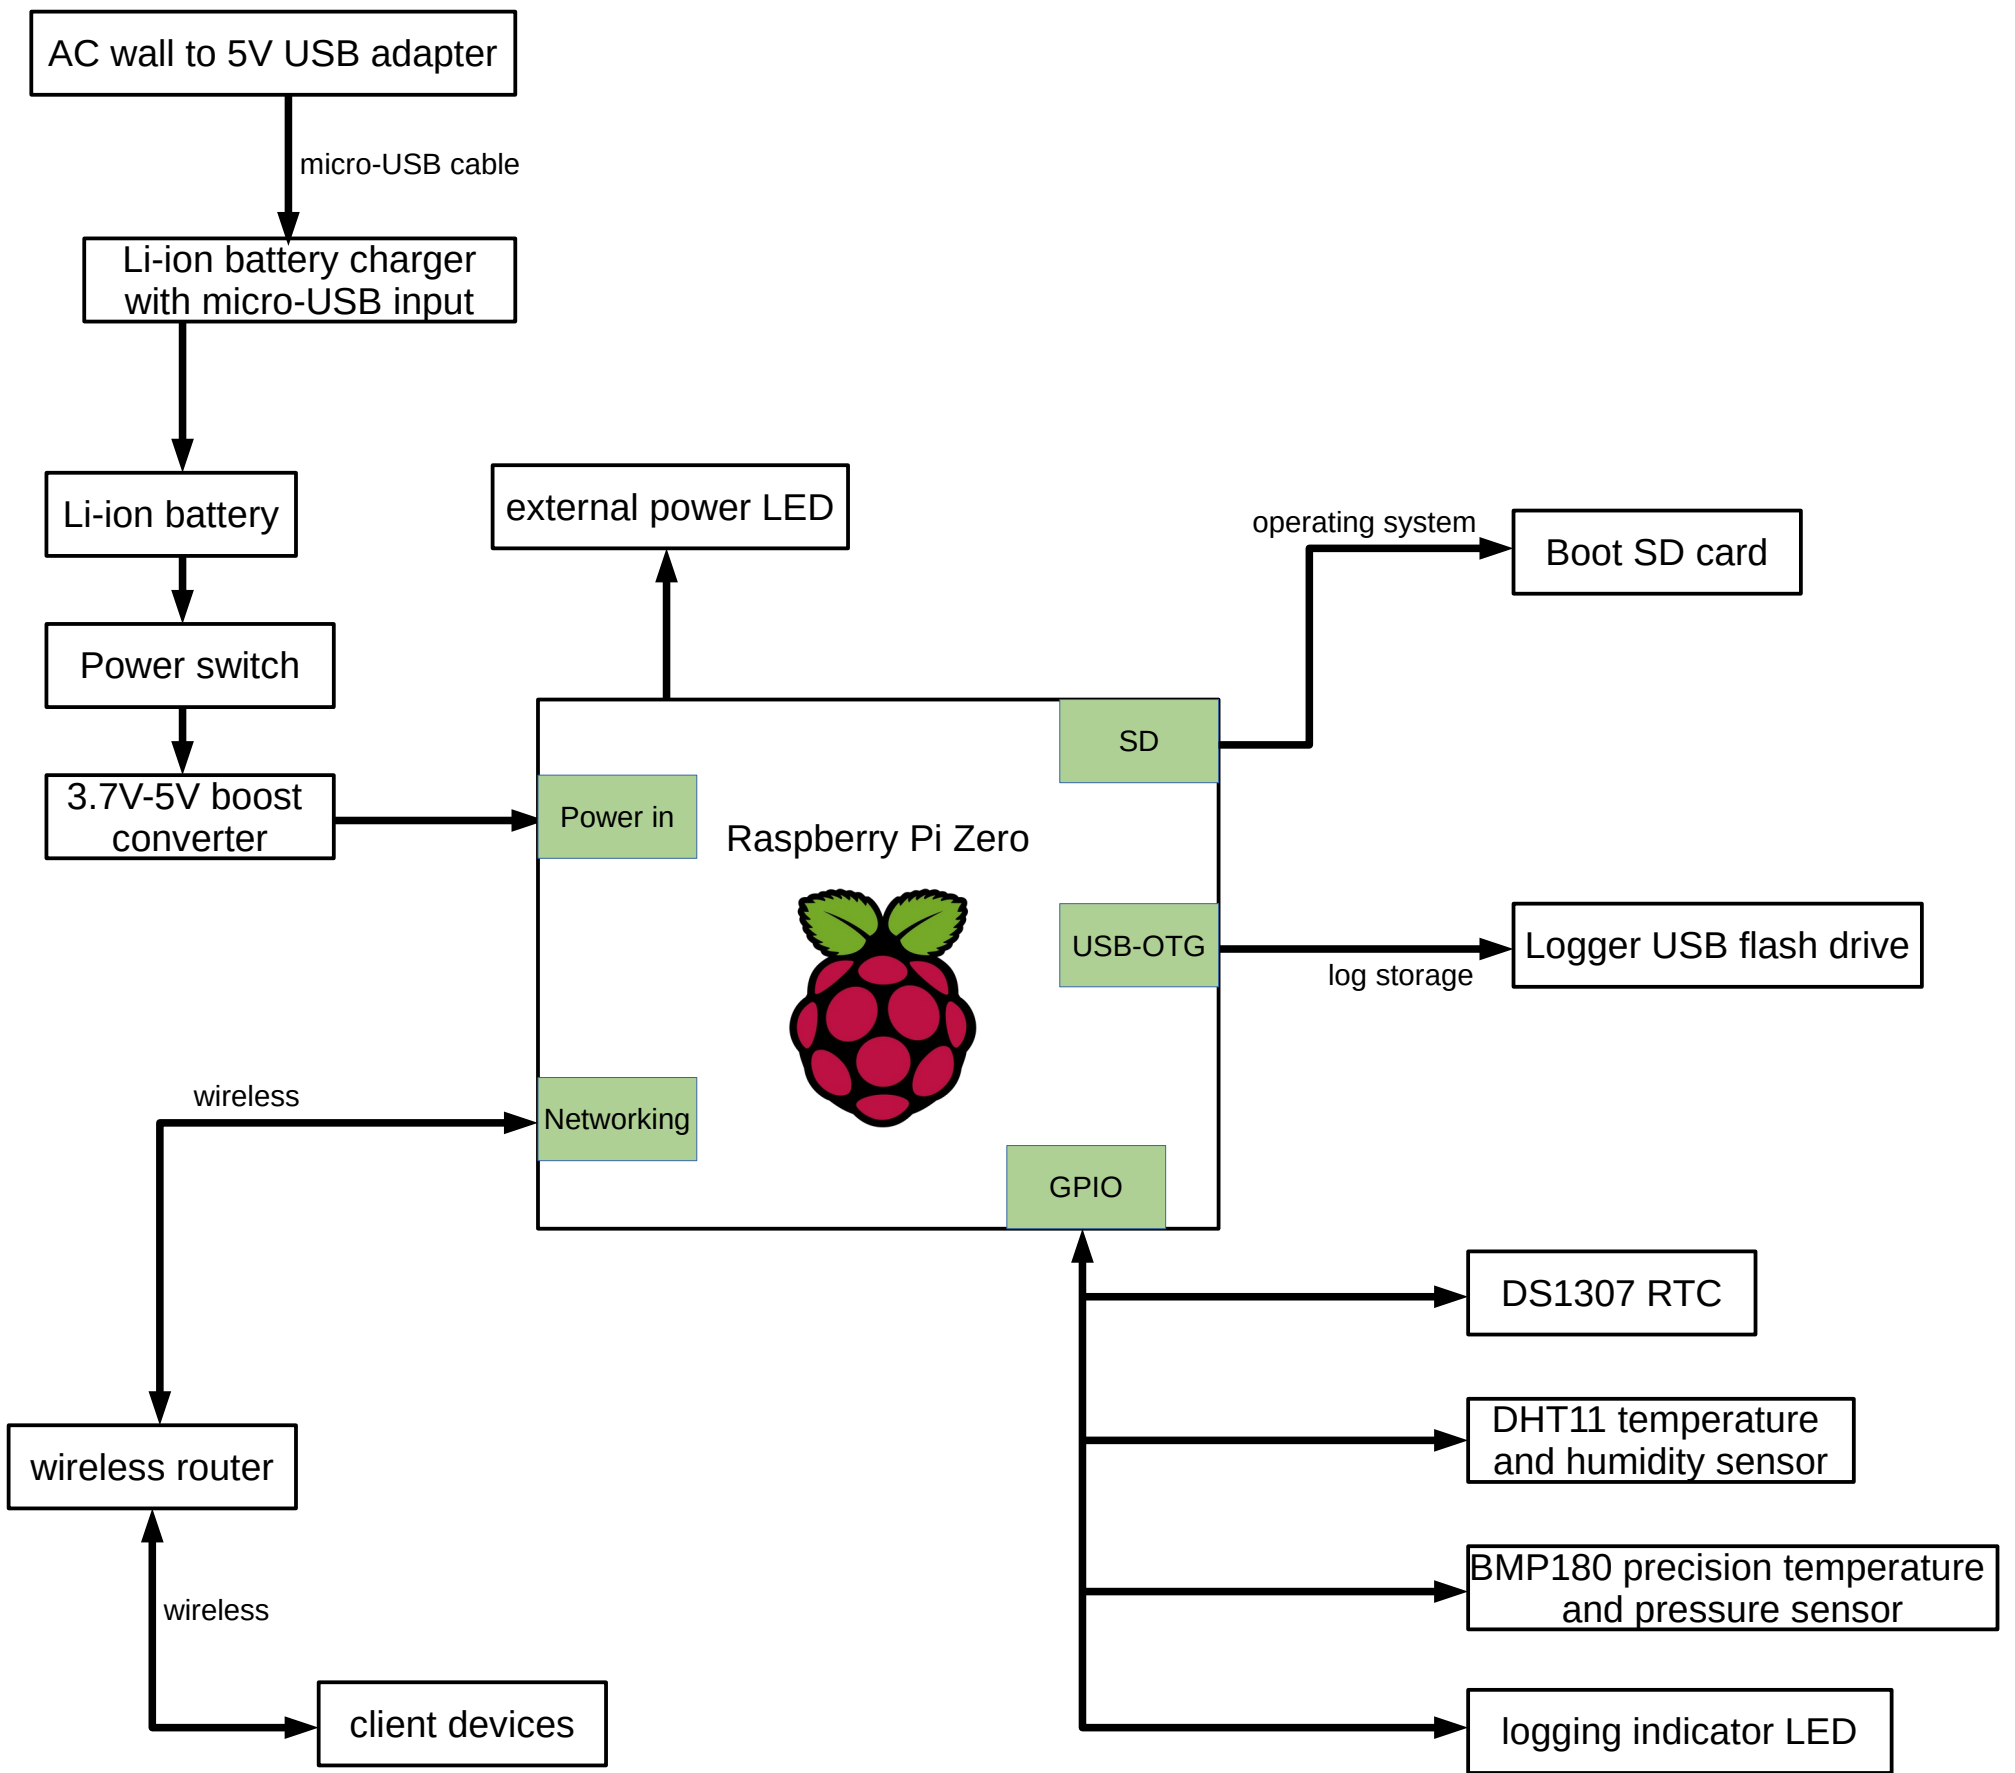 AC wall to 5V USB adapter
micro-USB cable
Li-ion battery charger
with micro-USB input
Li-ion battery
external power LED
operating system
Boot SD card
Power switch
SD
3.7V-5V boost
converter
Power in
Raspberry Pi Zero
USB-OTG
Logger USB flash drive
log storage
wireless
Networking
GPIO
DS1307 RTC
DHT11 temperature
and humidity sensor
wireless router
BMP180 precision temperature
and pressure sensor
wireless
client devices
logging indicator LED